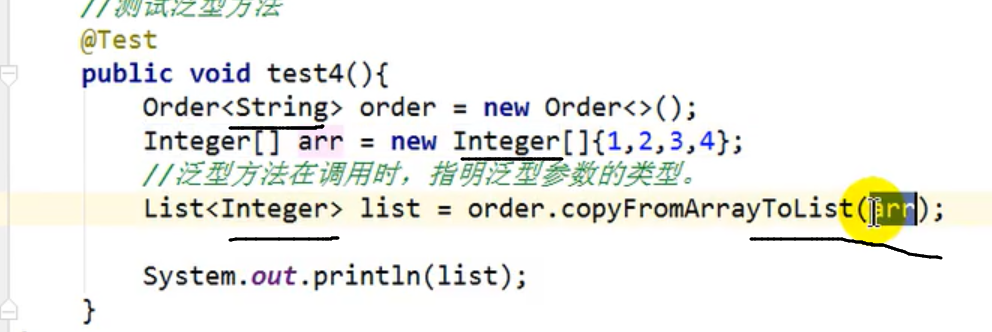 //测试泛型方法
@Test
public void test4(){
Order<String> order = new Order<>();
Integer[] arr = new Integer[]{1,2,3,4};
//泛型方法在调用时，指明泛型参数的类型。
List<Integer> list = order.copyFromArrayToList(arr);
System.out.println(list);
}